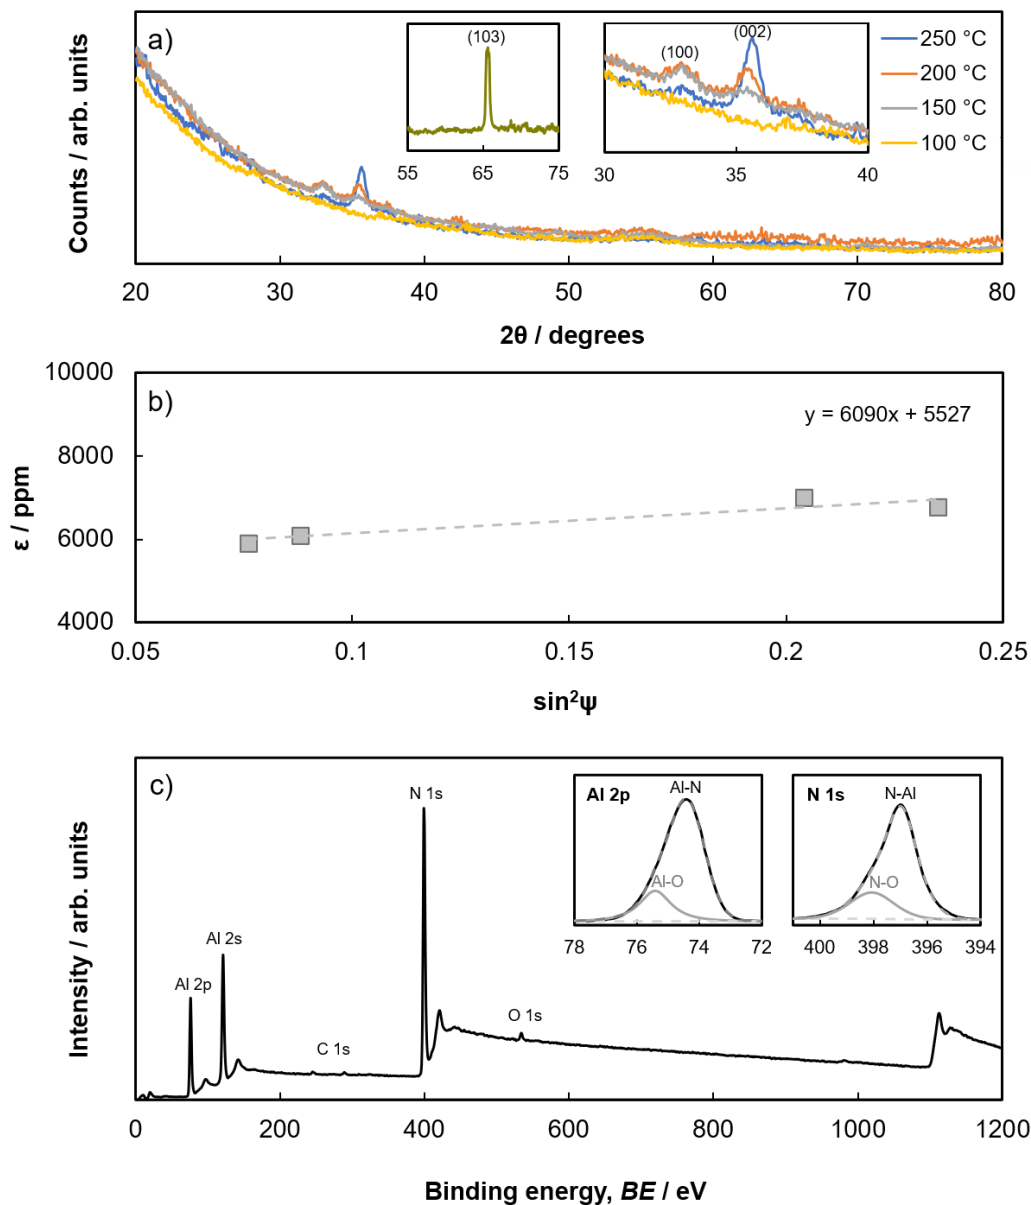 a)
Counts / arb. units
(103)
55
65
75
(100)
(002)
30
35
40
250 °C
200 °C
150 °C
100 °C
20
30
40
50
60
70
80
2θ / degrees
b)
y = 6090x + 5527
ε / ppm
10000
8000
6000
4000
0.05
0.1
0.15
0.2
0.25
sin²ψ
c)
Intensity / arb. units
Al 2p
Al 2s
C 1s
N 1s
O 1s
Al 2p
Al-N
Al-O
78
76
74
72
N 1s
N-Al
N-O
400
398
396
394
0
200
400
600
800
1000
1200
Binding energy, BE / eV